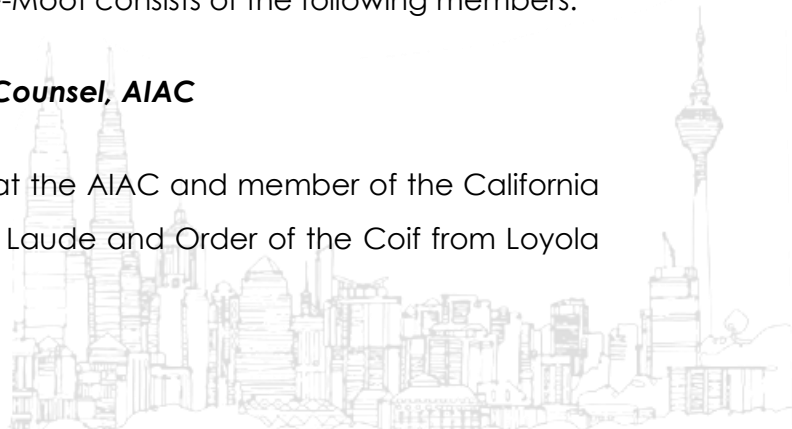 -Moot consists of the following members:
Counsel, AIAC
at the AIAC and member of the California
Laude and Order of the Coif from Loyola